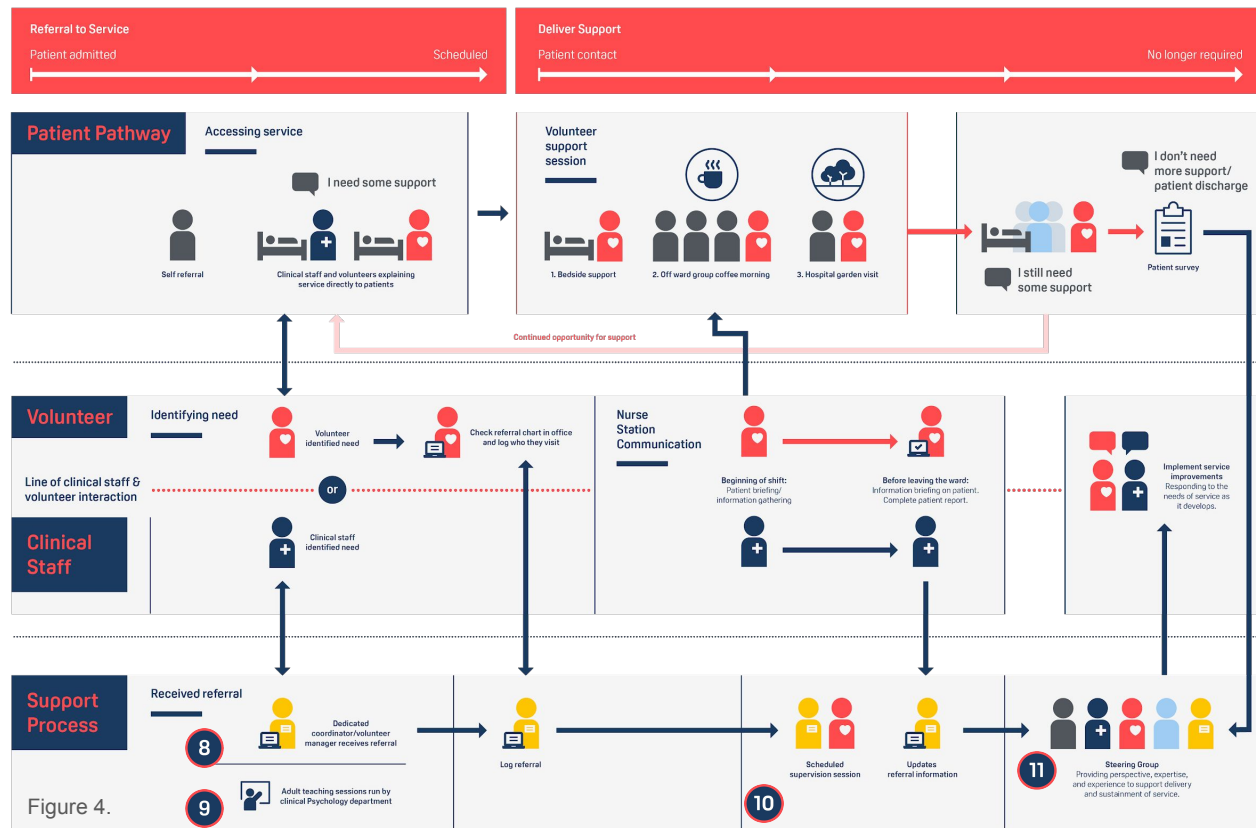 Referral to Service
Patient admitted
Scheduled
Deliver Support
Patient contact
No longer required
Patient Pathway
Accessing service
I need some support
Self referral
Clinical staff and volunteers explaining
service directly to patients
Volunteer
support
session
1. Bedside support
2. Off ward group coffee morning
3. Hospital garden visit
I don't need
more support/
patient discharge
I still need
some support
Patient survey
Continued opportunity for support
Volunteer
Identifying need
Volunteer
identified need
Check referral chart in office
and log who they visit
Nurse
Station
Communication
Beginning of shift:
Patient briefing/
information gathering
Before leaving the ward:
Information briefing on patient.
Complete patient report.
Implement service
improvements
Responding to the
needs of service as
it develops.
Line of clinical staff &
volunteer interaction
or
Clinical
Staff
Clinical staff
identified need
Support
Process
Received referral
8
Dedicated
coordinator/volunteer
manager receives referral
9
Adult teaching sessions run by
clinical Psychology department
Log referral
10
Scheduled
supervision session
Updates
referral information
11
Steering Group
Providing perspective, expertise,
and experience to support delivery
and sustainment of service.
Figure 4.